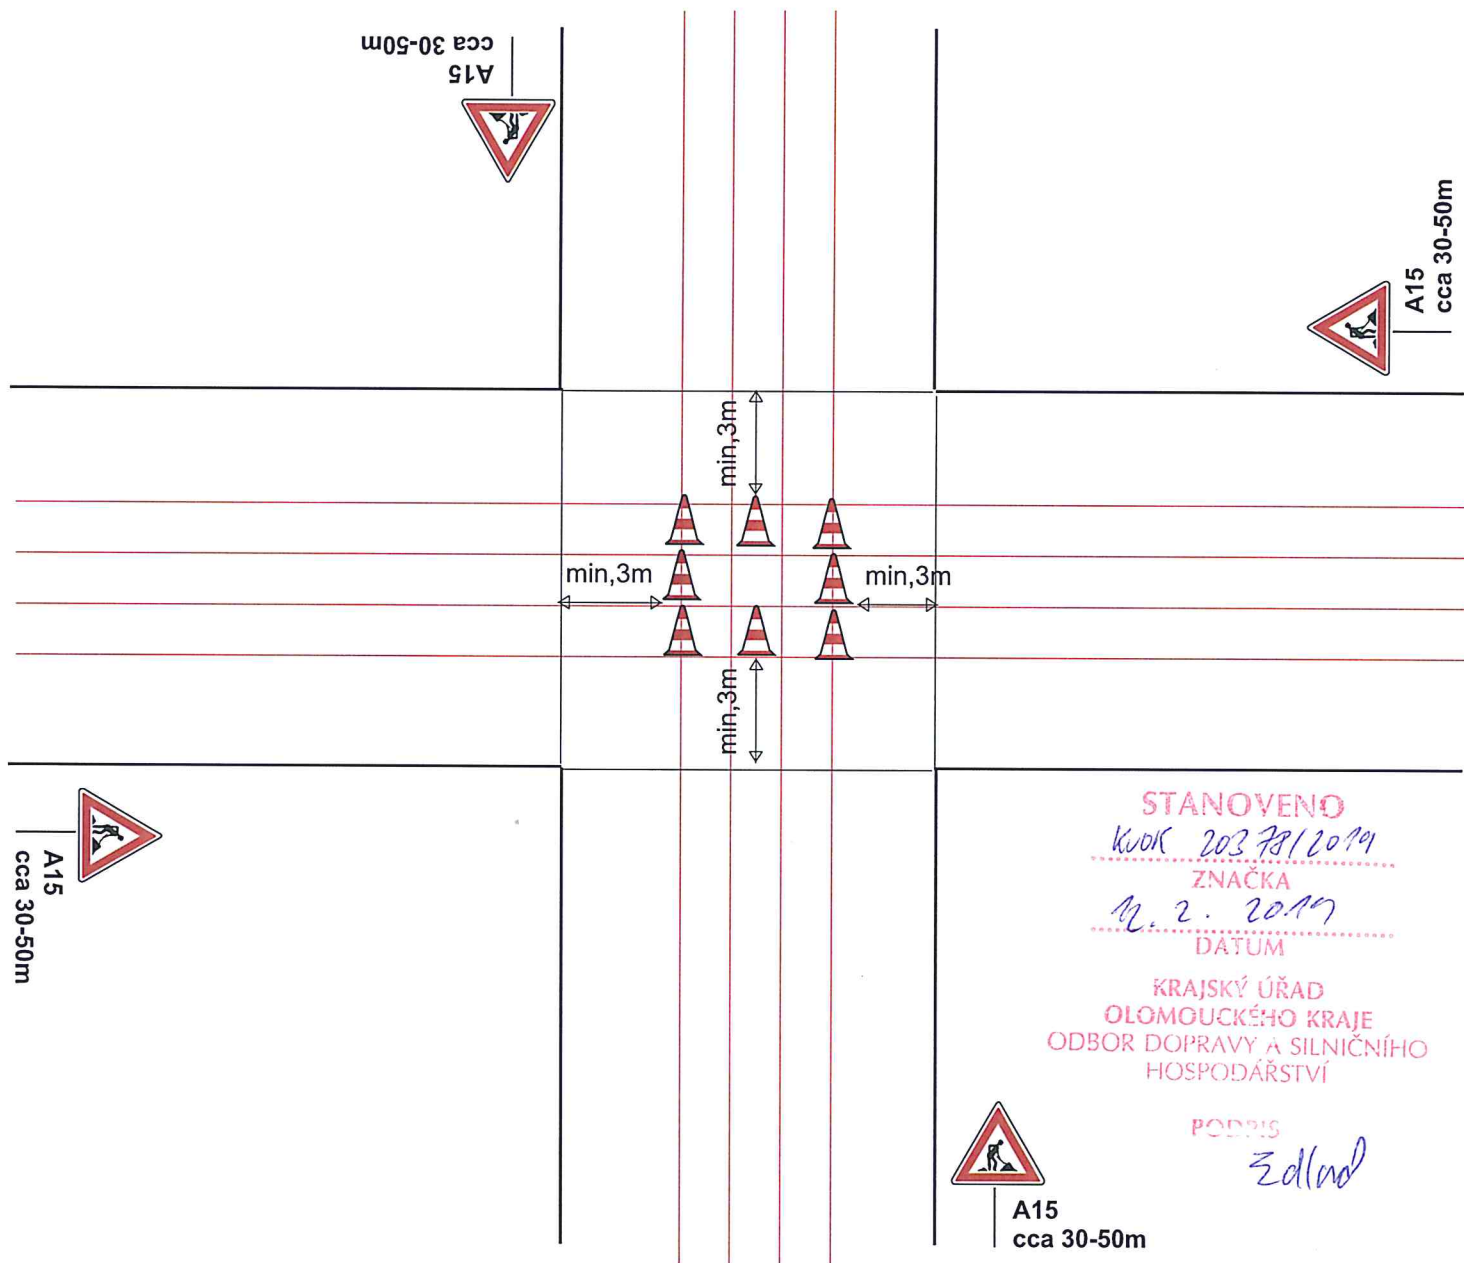 cca 30-50m
A15
A15
cca 30-50m
min,3m
min,3m
min,3m
min,3m
A15
cca 30-50m
STANOVENO
KUOK 20378/2019
ZNAČKA
12. 2. 2019
DATUM
KRAJSKÝ ÚŘAD
OLOMOUCKÉHO KRAJE
ODBOR DOPRAVY A SILNIČNÍHO
HOSPODÁŘSTVÍ
PODPIS
A15
cca 30-50m